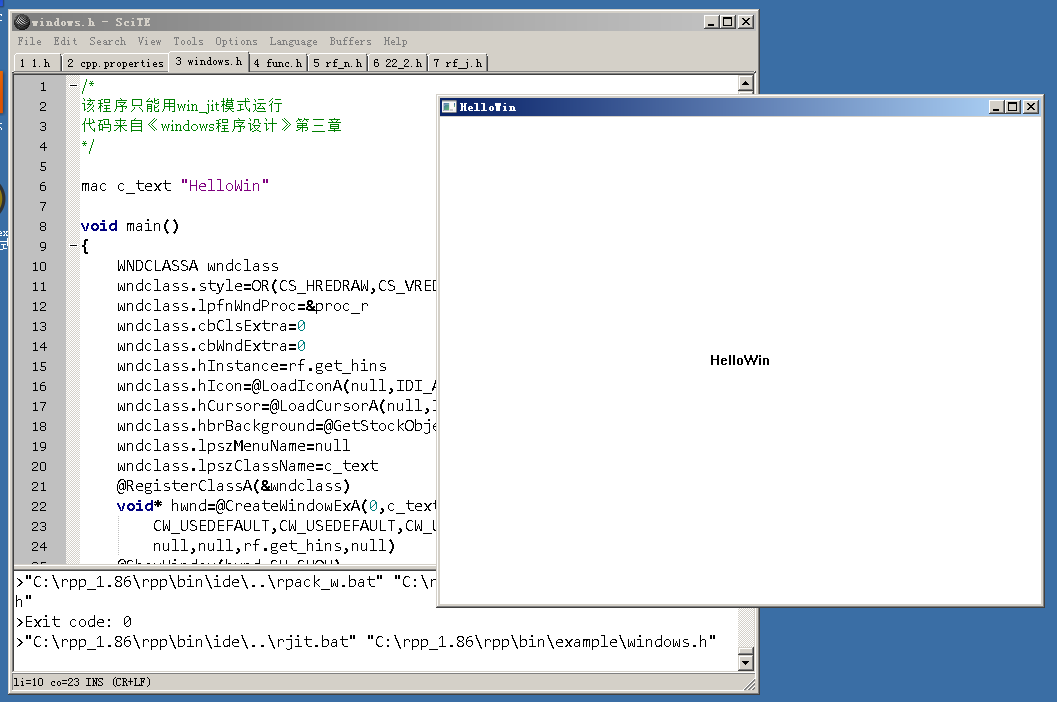 windows.h - SciTE
File Edit Search View Tools Options Language Buffers Help
1 1.h 2 cpp.properties 3 windows.h 4 func.h 5 rf_n.h 6 22_2.h 7 rf_j.h
1 /*
2 该程序只能用win_jit模式运行
3 代码来自《windows程序设计》第三章
4 */
5
6 mac c_text "HelloWin"
7
8 void main()
9 {
10 WNDCLASSA wndclass
11 wndclass.style=OR(CS_HREDRAW,CS_VRED
12 wndclass.lpfnWndProc=&proc_r
13 wndclass.cbClsExtra=0
14 wndclass.cbWndExtra=0
15 wndclass.hInstance=rf.get_hins
16 wndclass.hIcon=@LoadIconA(null,IDI_A
17 wndclass.hCursor=@LoadCursorA(null,I
18 wndclass.hbrBackground=@GetStockObje
19 wndclass.lpszMenuName=null
20 wndclass.lpszClassName=c_text
21 @RegisterClassA(&wndclass)
22 void* hwnd=@CreateWindowExA(0,c_text
23 CW_USEDEFAULT,CW_USEDEFAULT,CW_U
24 null,null,rf.get_hins,null)
>"C:\rpp_1.86\rpp\bin\ide\..\rpack_w.bat" "C:\r
h"
>Exit code: 0
>"C:\rpp_1.86\rpp\bin\ide\..\rjit.bat" "C:\rpp_1.86\rpp\bin\example\windows.h"
li=10 co=23 INS (CR+LF)
HelloWin
HelloWin